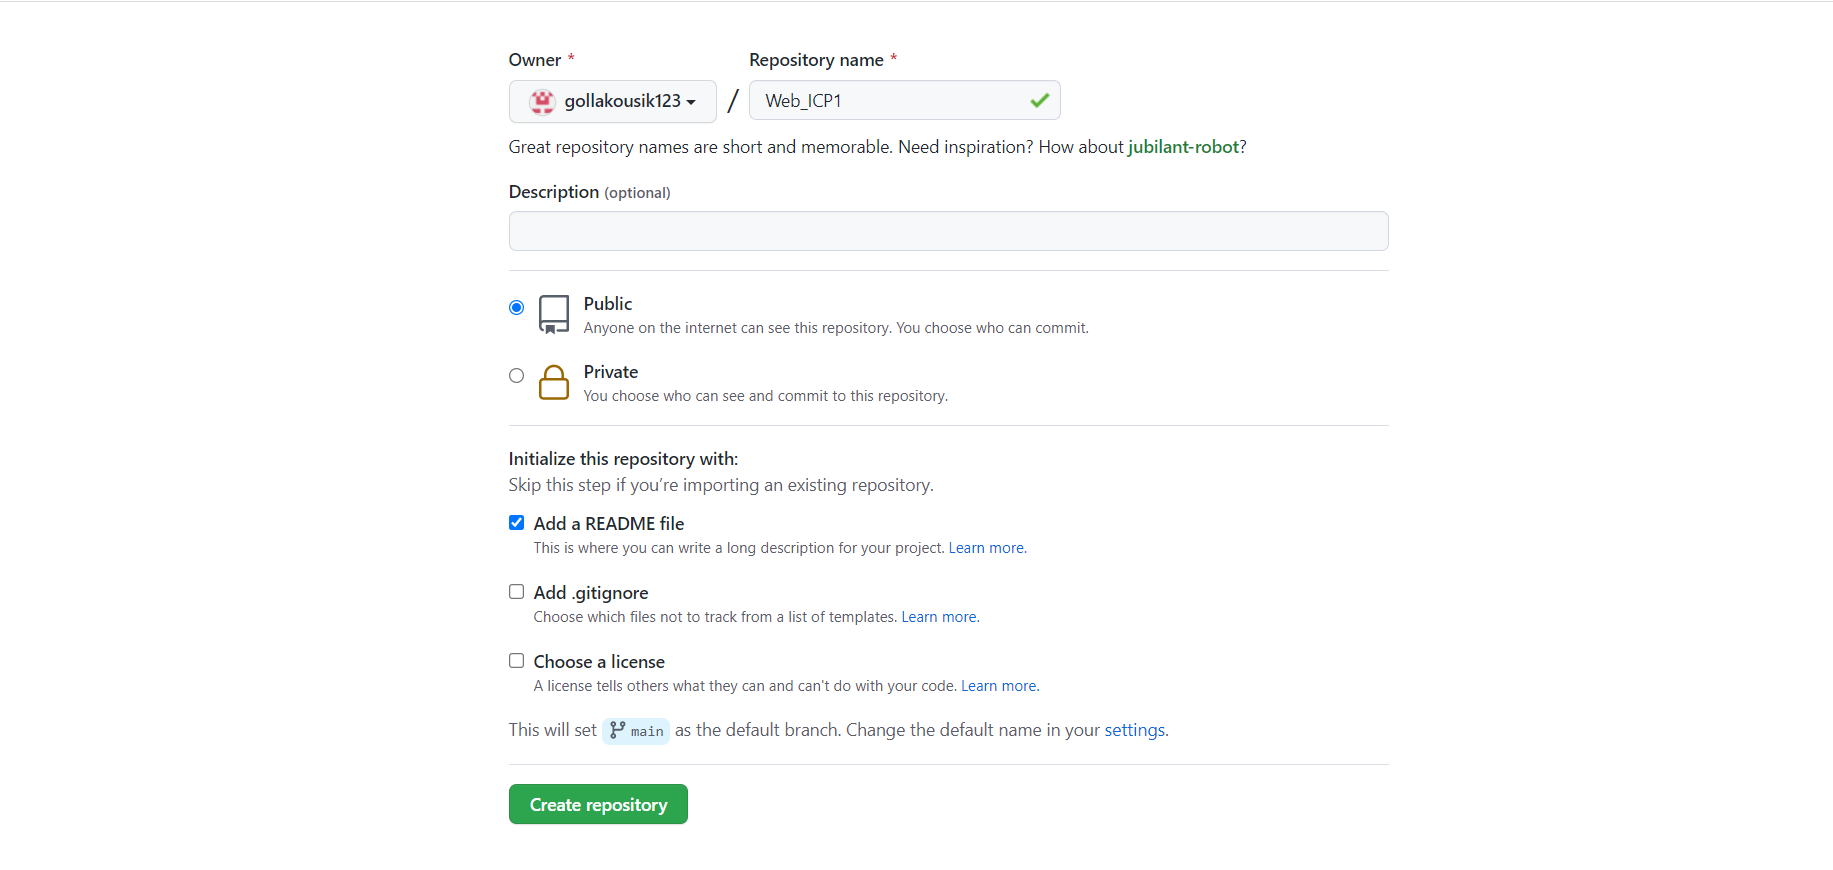 Owner * Repository name *
gollakousik123 / Web_ICP1
Great repository names are short and memorable. Need inspiration? How about jubilant-robot?
Description (optional)
Public
Anyone on the internet can see this repository. You choose who can commit.
Private
You choose who can see and commit to this repository.
Initialize this repository with:
Skip this step if you’re importing an existing repository.
Add a README file
This is where you can write a long description for your project. Learn more.
Add .gitignore
Choose which files not to track from a list of templates. Learn more.
Choose a license
A license tells others what they can and can't do with your code. Learn more.
This will set main as the default branch. Change the default name in your settings.
Create repository